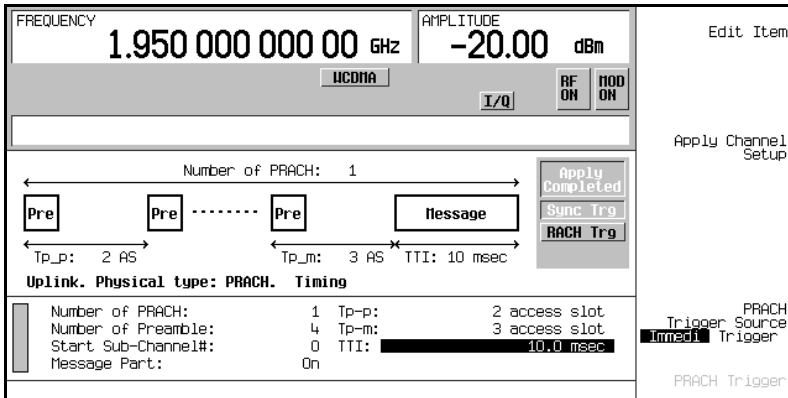 FREQUENCY
1.950 000 000 00 GHz
AMPLITUDE
-20.00 dBm
Edit Item
WCDMA
I/Q
RF ON
MOD ON
Apply Channel Setup
Number of PRACH: 1
Pre
Pre
Pre
Message
Apply Completed
Sync Trg
RACH Trg
Tp_p: 2 AS
Tp_m: 3 AS
TTI: 10 msec
Uplink. Physical type: PRACH. Timing
Number of PRACH: 1 Tp-p: 2 access slot
Number of Preamble: 4 Tp-m: 3 access slot
Start Sub-Channel#: 0 TTI: 10.0 msec
Message Part: On
PRACH
Trigger Source
Immedi Trigger
PRACH Trigger